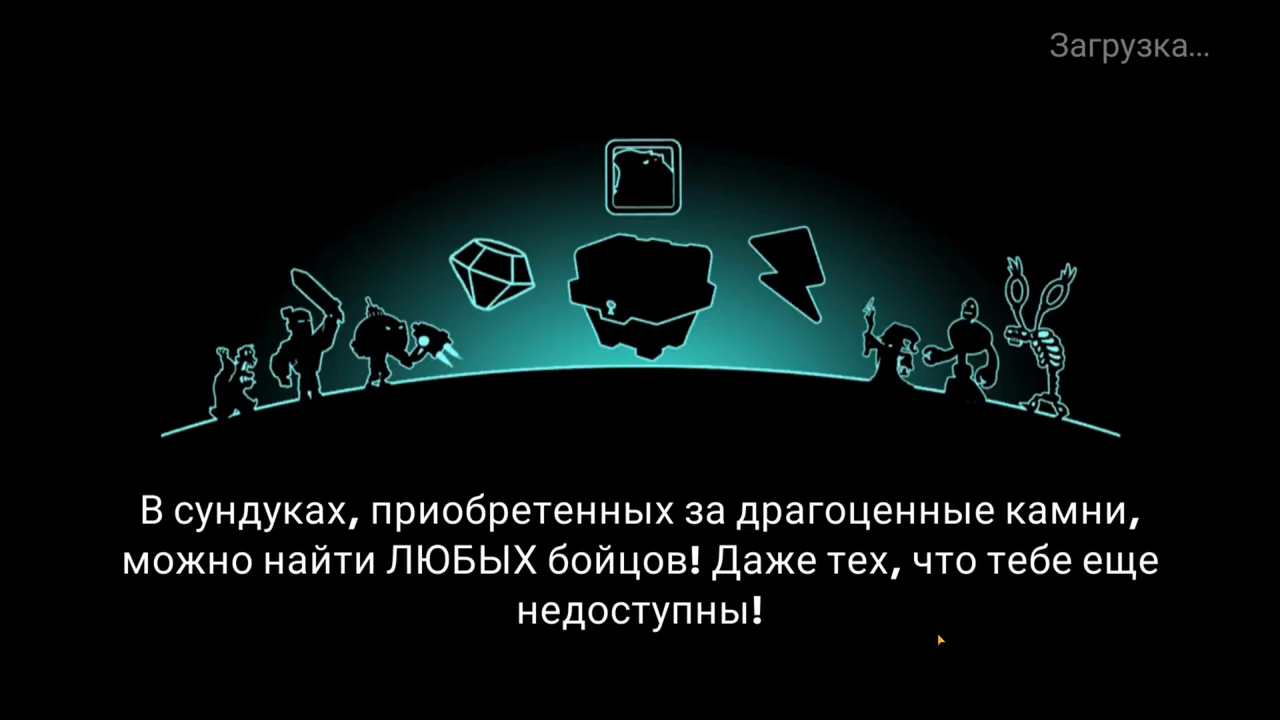 Загрузка...
В сундуках, приобретенных за драгоценные камни,
можно найти ЛЮБЫХ бойцов! Даже тех, что тебе еще
недоступны!